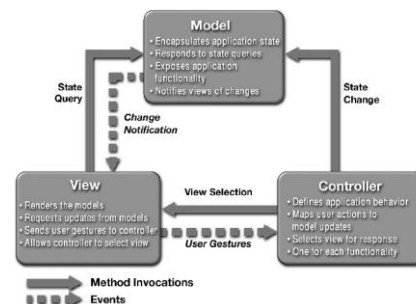 Model
• Encapsulates application state
• Responds to state queries
• Exposes application
functionality
• Notifies views of changes
State
Query
State
Change
Change
Notification
View
• Renders the models
• Requests updates from models
• Sends user gestures to controller
• Allows controller to select view
View Selection
User Gestures
Controller
• Defines application behavior
• Maps user actions to
model updates
• Selects view for response
• One for each functionality
Method Invocations
Events